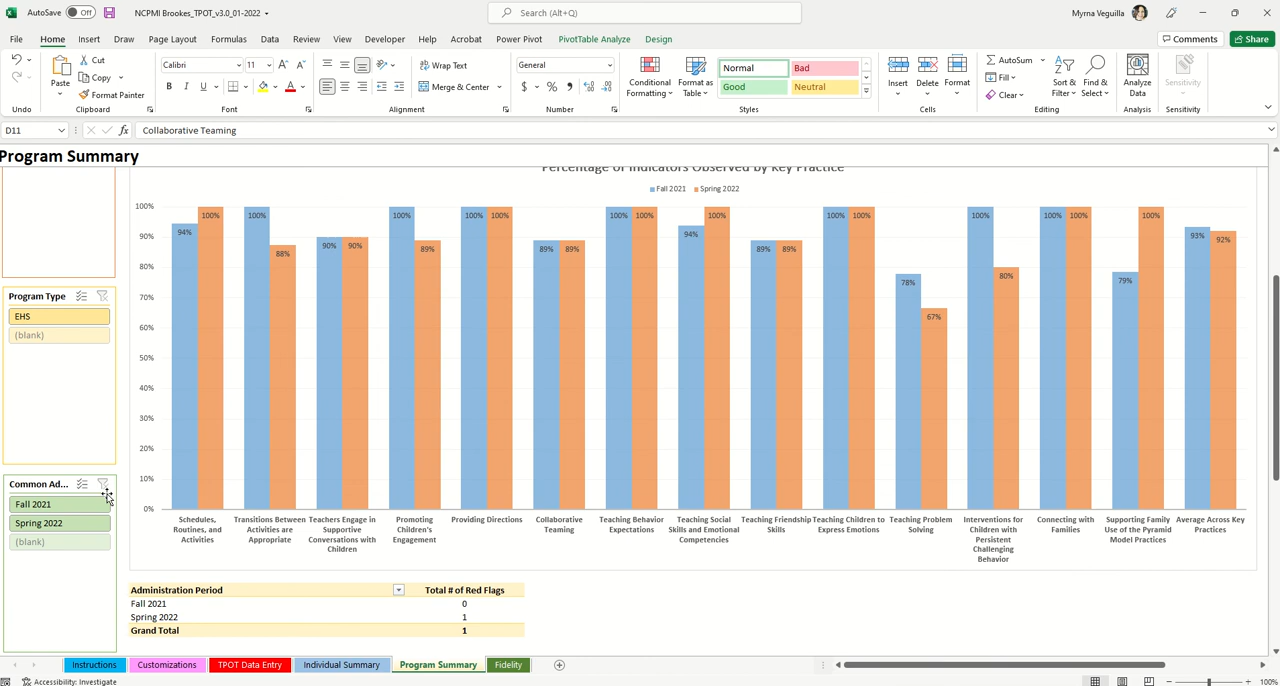 AutoSave Off NCPMI Brookes_TPOT_v3.0_01-2022 Search (Alt+Q) Myrna Veguilla
File Home Insert Draw Page Layout Formulas Data Review View Developer Help Acrobat Power Pivot PivotTable Analyze Design Comments Share
Paste Cut Copy Format Painter
Calibri 11
B I U
Wrap Text
Merge & Center
General
$ % ,
Conditional Formatting
Format as Table
Normal Bad
Good Neutral
Insert Delete Format
AutoSum
Fill
Clear
Sort & Filter
Find & Select
Analyze Data
Sensitivity
Undo Clipboard Font Alignment Number Styles Cells Editing Analysis Sensitivity
D11 fx Collaborative Teaming
Program Summary
Percentage of Indicators Observed by Key Practice
Fall 2021 Spring 2022
100%
90%
80%
70%
60%
50%
40%
30%
20%
10%
0%
94% 100%
100% 88%
90% 90%
100% 89%
100% 100%
89% 89%
100% 100%
94% 100%
89% 89%
100% 100%
78% 67%
100% 80%
100% 100%
79% 100%
93% 92%
Schedules, Routines, and Activities
Transitions Between Activities are Appropriate
Teachers Engage in Supportive Conversations with Children
Promoting Children's Engagement
Providing Directions
Collaborative Teaming
Teaching Behavior Expectations
Teaching Social Skills and Emotional Competencies
Teaching Friendship Skills
Teaching Children to Express Emotions
Teaching Problem Solving
Interventions for Children with Persistent Challenging Behavior
Connecting with Families
Supporting Family Use of the Pyramid Model Practices
Average Across Key Practices
Program Type
EHS
(blank)
Common Ad...
Fall 2021
Spring 2022
(blank)
Administration Period Total # of Red Flags
Fall 2021 0
Spring 2022 1
Grand Total 1
Instructions Customizations TPOT Data Entry Individual Summary Program Summary Fidelity
Accessibility: Investigate 100%